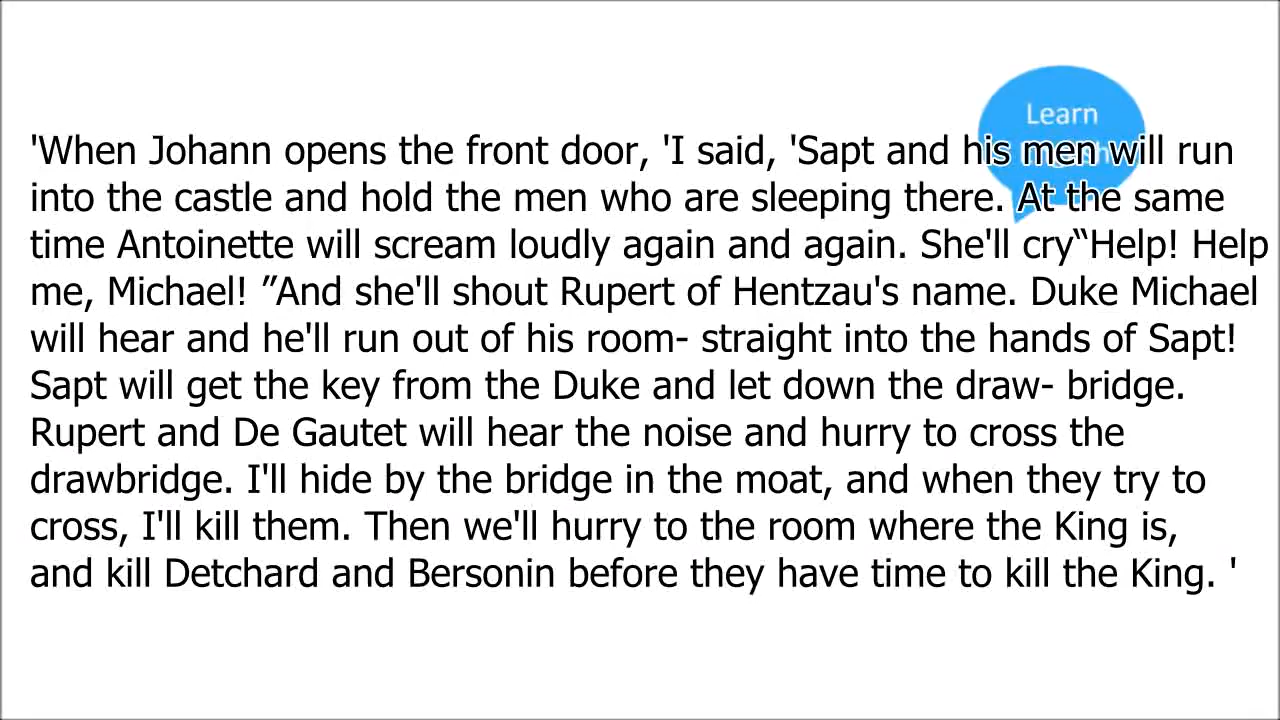 Learn
'When Johann opens the front door, 'I said, 'Sapt and his men will run
into the castle and hold the men who are sleeping there. At the same
time Antoinette will scream loudly again and again. She'll cry“Help! Help
me, Michael! ”And she'll shout Rupert of Hentzau's name. Duke Michael
will hear and he'll run out of his room- straight into the hands of Sapt!
Sapt will get the key from the Duke and let down the draw- bridge.
Rupert and De Gautet will hear the noise and hurry to cross the
drawbridge. I'll hide by the bridge in the moat, and when they try to
cross, I'll kill them. Then we'll hurry to the room where the King is,
and kill Detchard and Bersonin before they have time to kill the King. '